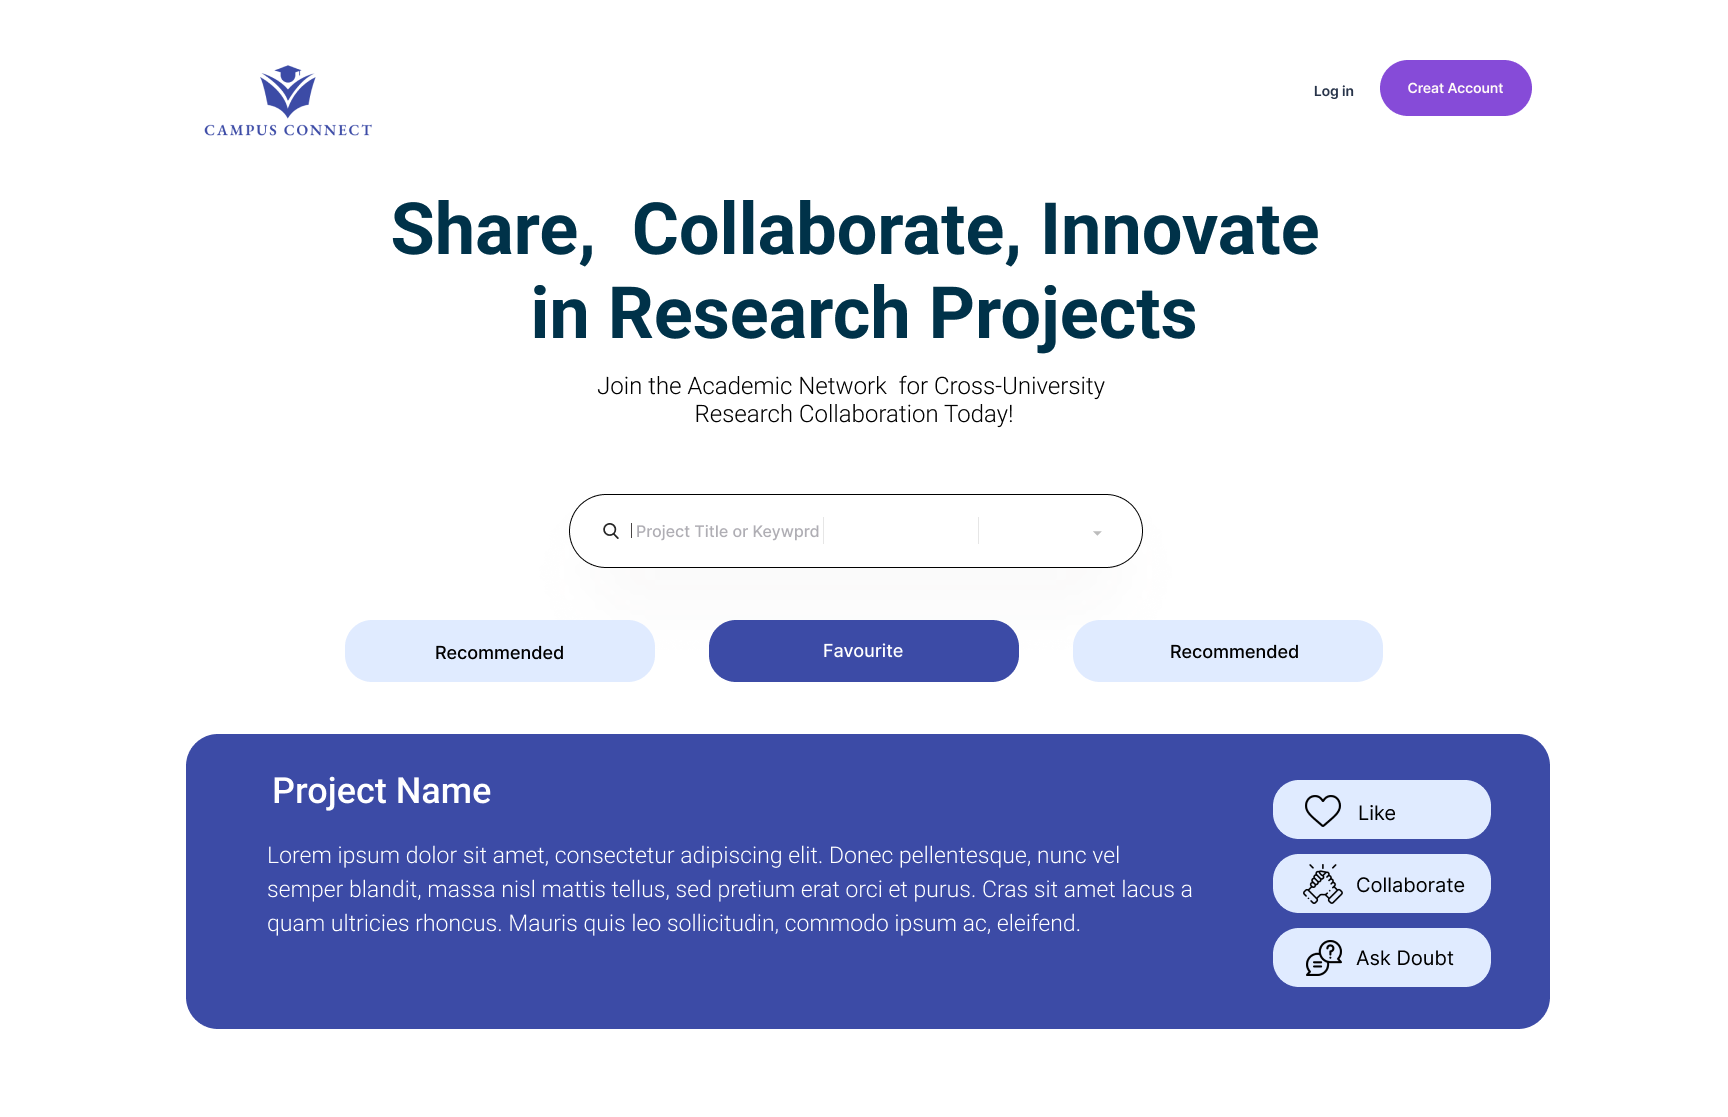 CAMPUS CONNECT
Log in
Creat Account
Share,  Collaborate, Innovate
in Research Projects
Join the Academic Network  for Cross-University
Research Collaboration Today!
Project Title or Keywprd
Recommended
Favourite
Recommended
Project Name
Lorem ipsum dolor sit amet, consectetur adipiscing elit. Donec pellentesque, nunc vel
semper blandit, massa nisl mattis tellus, sed pretium erat orci et purus. Cras sit amet lacus a
quam ultricies rhoncus. Mauris quis leo sollicitudin, commodo ipsum ac, eleifend.
Like
Collaborate
Ask Doubt